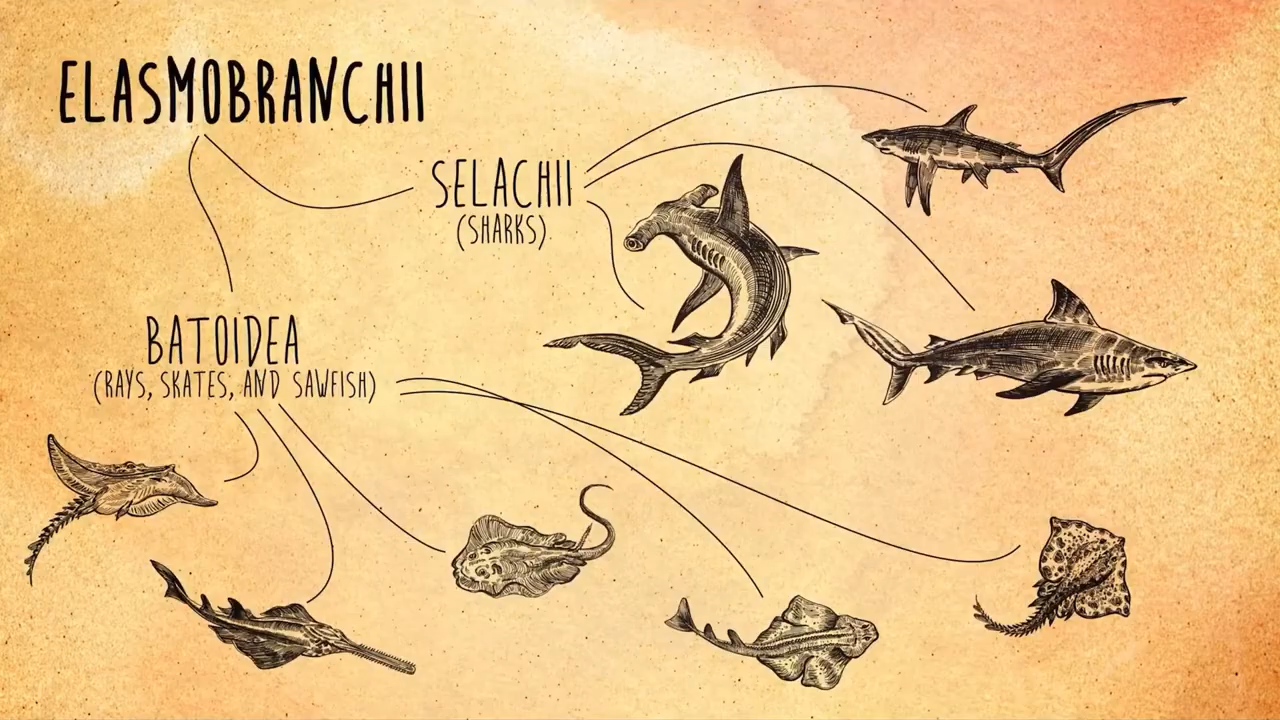 ELASMOBRANCHII
SELACHII
(SHARKS)
BATOIDEA
(RAYS, SKATES, AND SAWFISH)